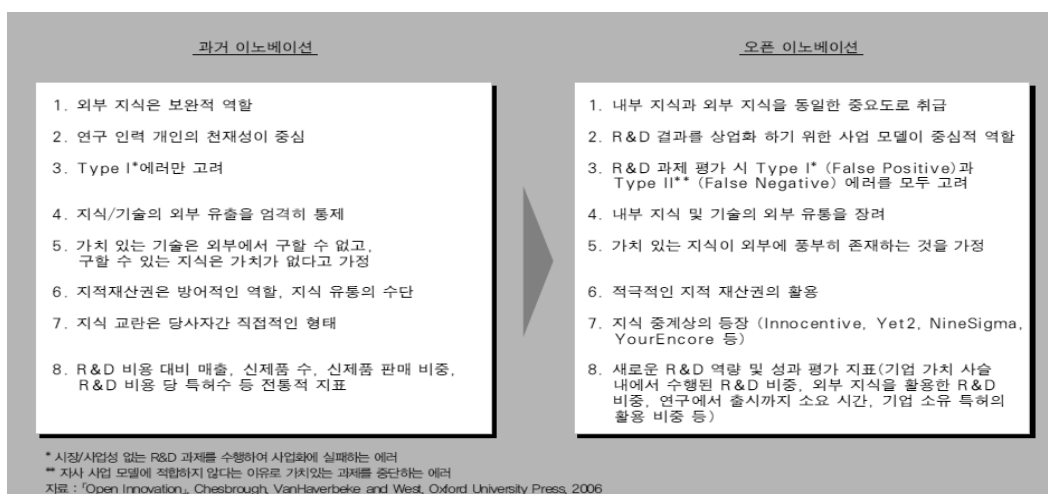 과거 이노베이션
1. 외부 지식은 보완적 역할
2. 연구 인력 개인의 천재성이 중심
3. Type I*에러만 고려
4. 지식/기술의 외부 유출을 엄격히 통제
5. 가치 있는 기술은 외부에서 구할 수 없고,
구할 수 있는 지식은 가치가 없다고 가정
6. 지적재산권은 방어적인 역할, 지식 유통의 수단
7. 지식 교란은 당사자간 직접적인 형태
8. R&D 비용 대비 매출, 신제품 수, 신제품 판매 비중,
R&D 비용 당 특허수 등 전통적 지표
오픈 이노베이션
1. 내부 지식과 외부 지식을 동일한 중요도로 취급
2. R&D 결과를 상업화 하기 위한 사업 모델이 중심적 역할
3. R&D 과제 평가 시 Type I* (False Positive)과
Type II** (False Negative) 에러를 모두 고려
4. 내부 지식 및 기술의 외부 유통을 장려
5. 가치 있는 지식이 외부에 풍부히 존재하는 것을 가정
6. 적극적인 지적 재산권의 활용
7. 지식 중계상의 등장 (Innocentive, Yet2, NineSigma,
YourEncore 등)
8. 새로운 R&D 역량 및 성과 평가 지표(기업 가치 사슬
내에서 수행된 R&D 비중, 외부 지식을 활용한 R&D
비중, 연구에서 출시까지 소요 시간, 기업 소유 특허의
활용 비중 등)
* 시장/사업성 없는 R&D 과제를 수행하여 사업화에 실패하는 에러
** 자사 사업 모델에 적합하지 않다는 이유로 가치있는 과제를 중단하는 에러
자료 : 「Open Innovation」, Chesbrough, VanHaverbeke and West, Oxford University Press, 2006